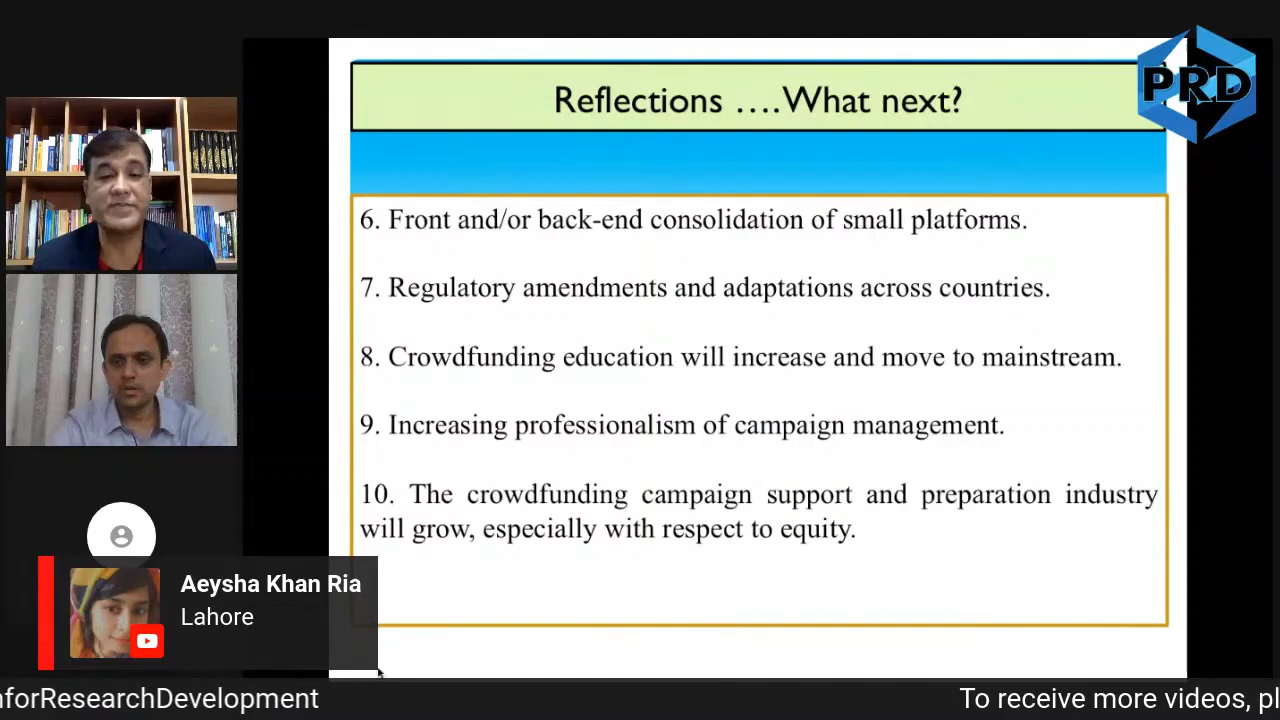 Reflections ….What next?
PRD
6. Front and/or back-end consolidation of small platforms.
7. Regulatory amendments and adaptations across countries.
8. Crowdfunding education will increase and move to mainstream.
9. Increasing professionalism of campaign management.
10. The crowdfunding campaign support and preparation industry
will grow, especially with respect to equity.
Aeysha Khan Ria
Lahore
nforResearchDevelopment
To receive more videos, pl